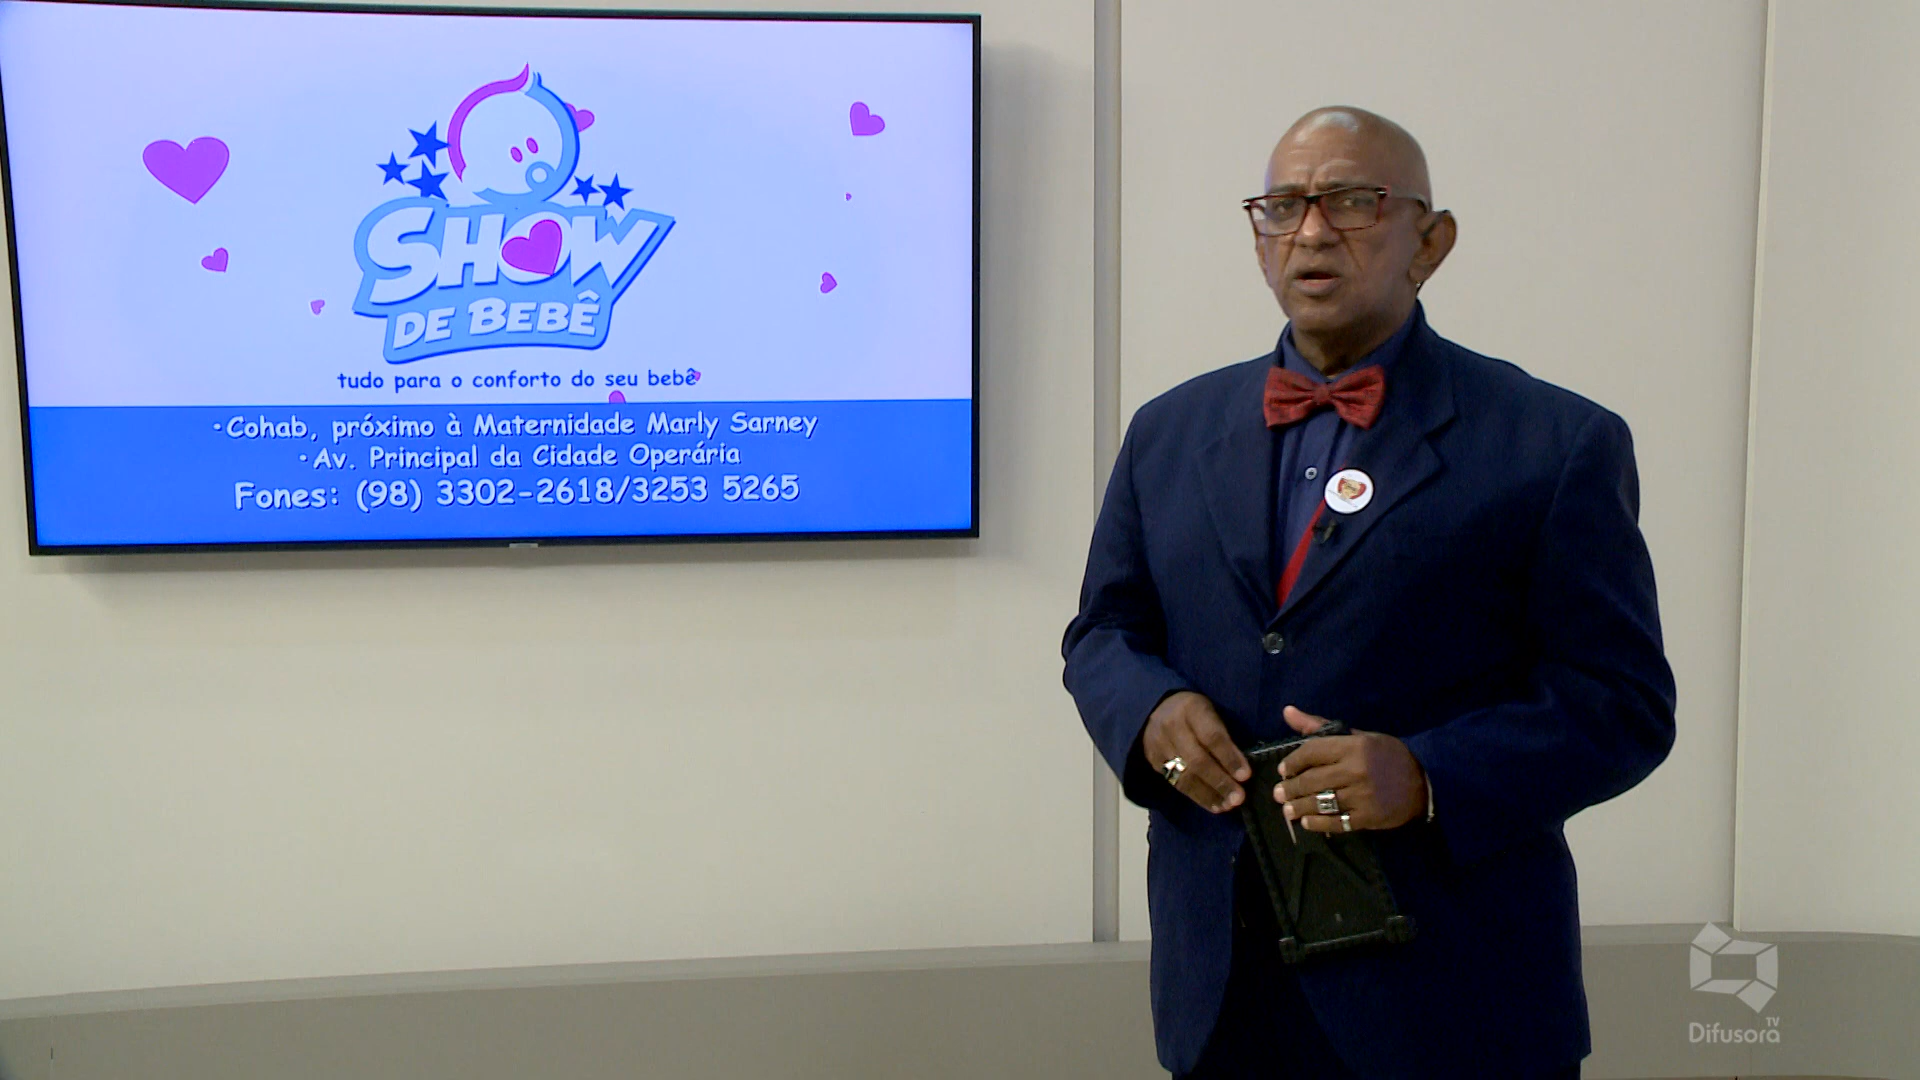 SHOW
DE BEBÊ
tudo para o conforto do seu bebê
•Cohab, próximo à Maternidade Marly Sarney
•Av. Principal da Cidade Operária
Fones: (98) 3302-2618/3253 5265
TV
Difusora